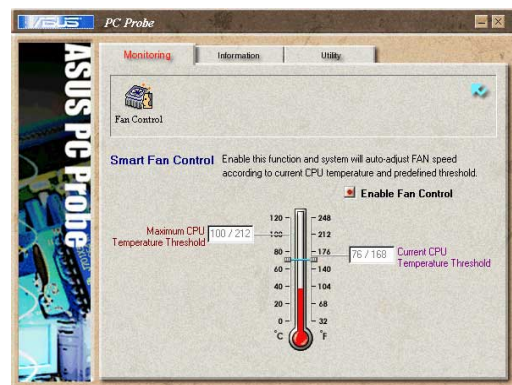 ASUS PC Probe
Monitoring Information Utility
Fan Control
Smart Fan Control Enable this function and system will auto-adjust FAN speed
according to current CPU temperature and predefined threshold.
Enable Fan Control
Maximum CPU
Temperature Threshold
100 / 212
76 / 168
Current CPU
Temperature Threshold
120 248
100 212
80 176
60 140
40 104
20 68
0 32
°C °F
ASUS PC Probe